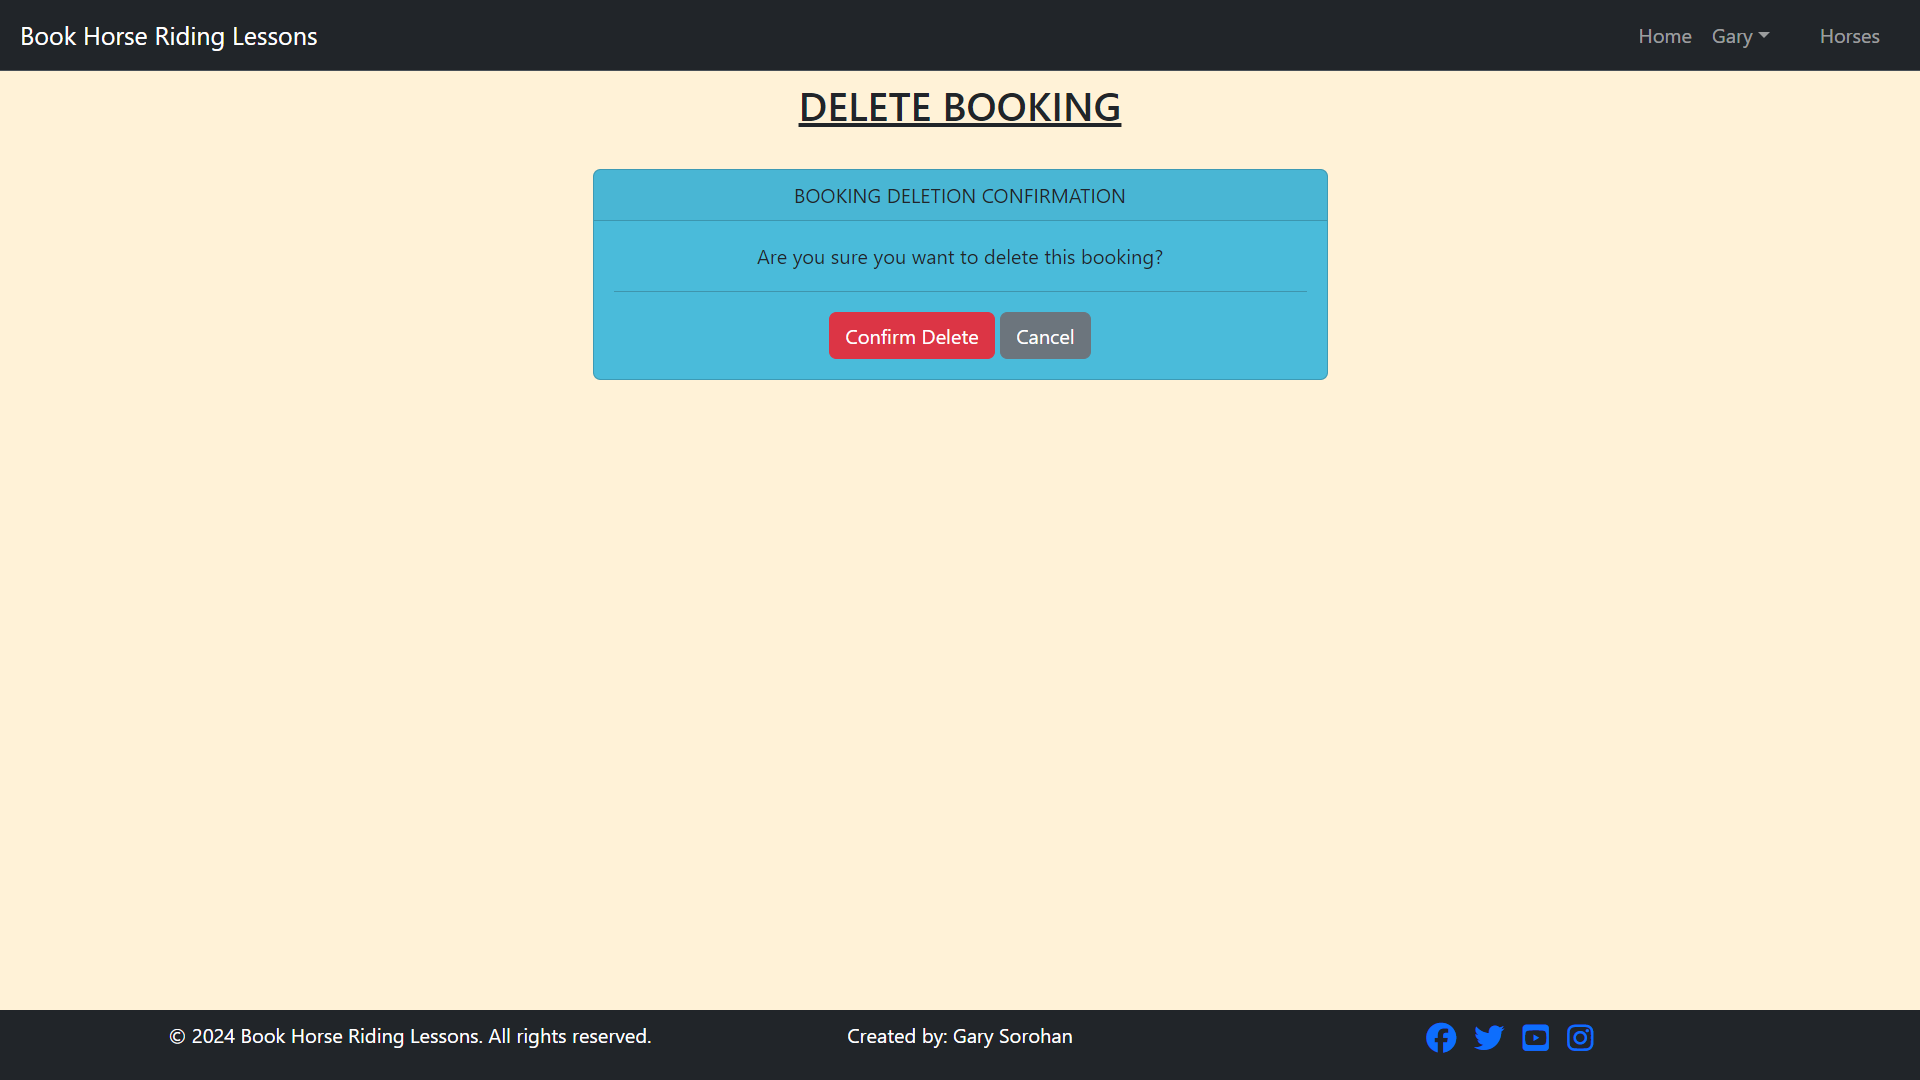 Book Horse Riding Lessons
Home Gary Horses
DELETE BOOKING
BOOKING DELETION CONFIRMATION
Are you sure you want to delete this booking?
Confirm Delete Cancel
© 2024 Book Horse Riding Lessons. All rights reserved. Created by: Gary Sorohan